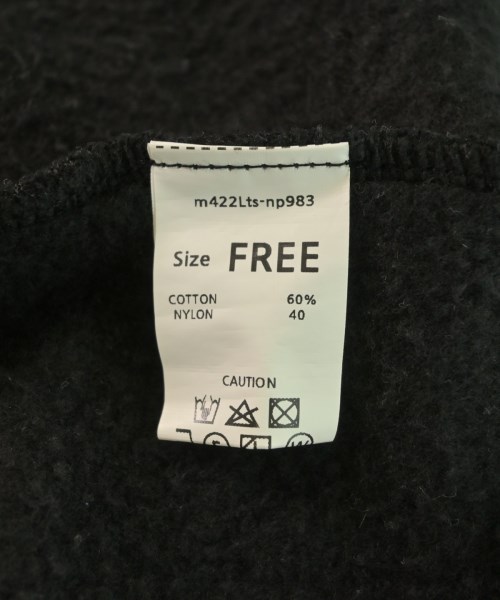 m422Lts-np983
Size FREE
COTTON 60%
NYLON 40
CAUTION